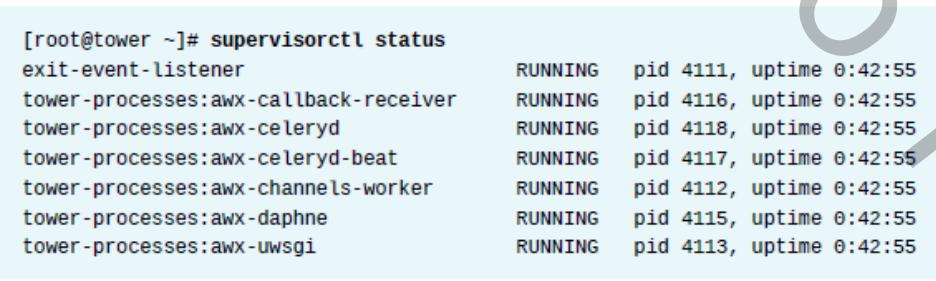 [root@tower ~]# supervisorctl status
exit-event-listener RUNNING pid 4111, uptime 0:42:55
tower-processes:awx-callback-receiver RUNNING pid 4116, uptime 0:42:55
tower-processes:awx-celeryd RUNNING pid 4118, uptime 0:42:55
tower-processes:awx-celeryd-beat RUNNING pid 4117, uptime 0:42:55
tower-processes:awx-channels-worker RUNNING pid 4112, uptime 0:42:55
tower-processes:awx-daphne RUNNING pid 4115, uptime 0:42:55
tower-processes:awx-uwsgi RUNNING pid 4113, uptime 0:42:55